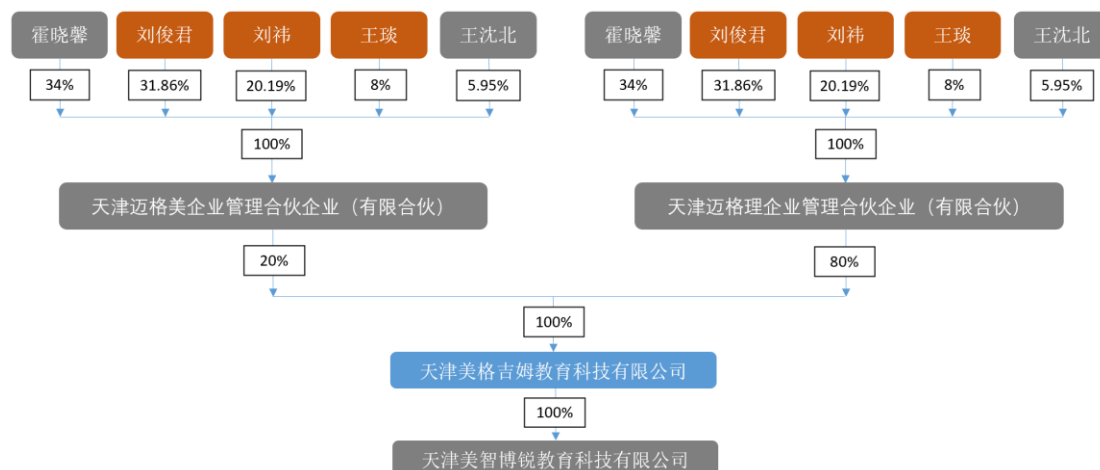 霍晓馨 刘俊君 刘祎 王琰 王沈北 霍晓馨 刘俊君 刘祎 王琰 王沈北
34% 31.86% 20.19% 8% 5.95% 34% 31.86% 20.19% 8% 5.95%
100% 100%
天津迈格美企业管理合伙企业（有限合伙） 天津迈格理企业管理合伙企业（有限合伙）
20% 80%
100%
天津美格吉姆教育科技有限公司
100%
天津美智博锐教育科技有限公司